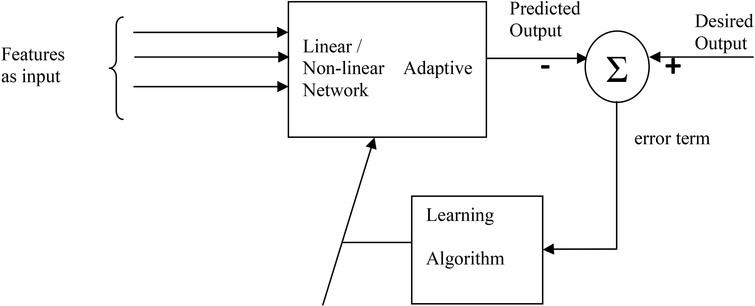 Features
as input
Linear /
Non-linear Adaptive
Network
Predicted
Output
-
Σ
+
Desired
Output
error term
Learning
Algorithm